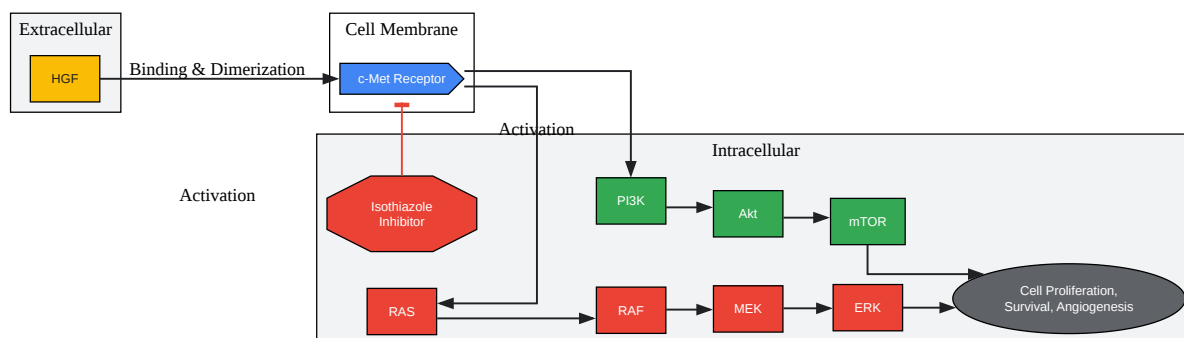 Extracellular
HGF
Binding & Dimerization
Cell Membrane
c-Met Receptor
Activation
Activation
Intracellular
Isothiazole
Inhibitor
PI3K
Akt
mTOR
RAS
RAF
MEK
ERK
Cell Proliferation,
Survival, Angiogenesis